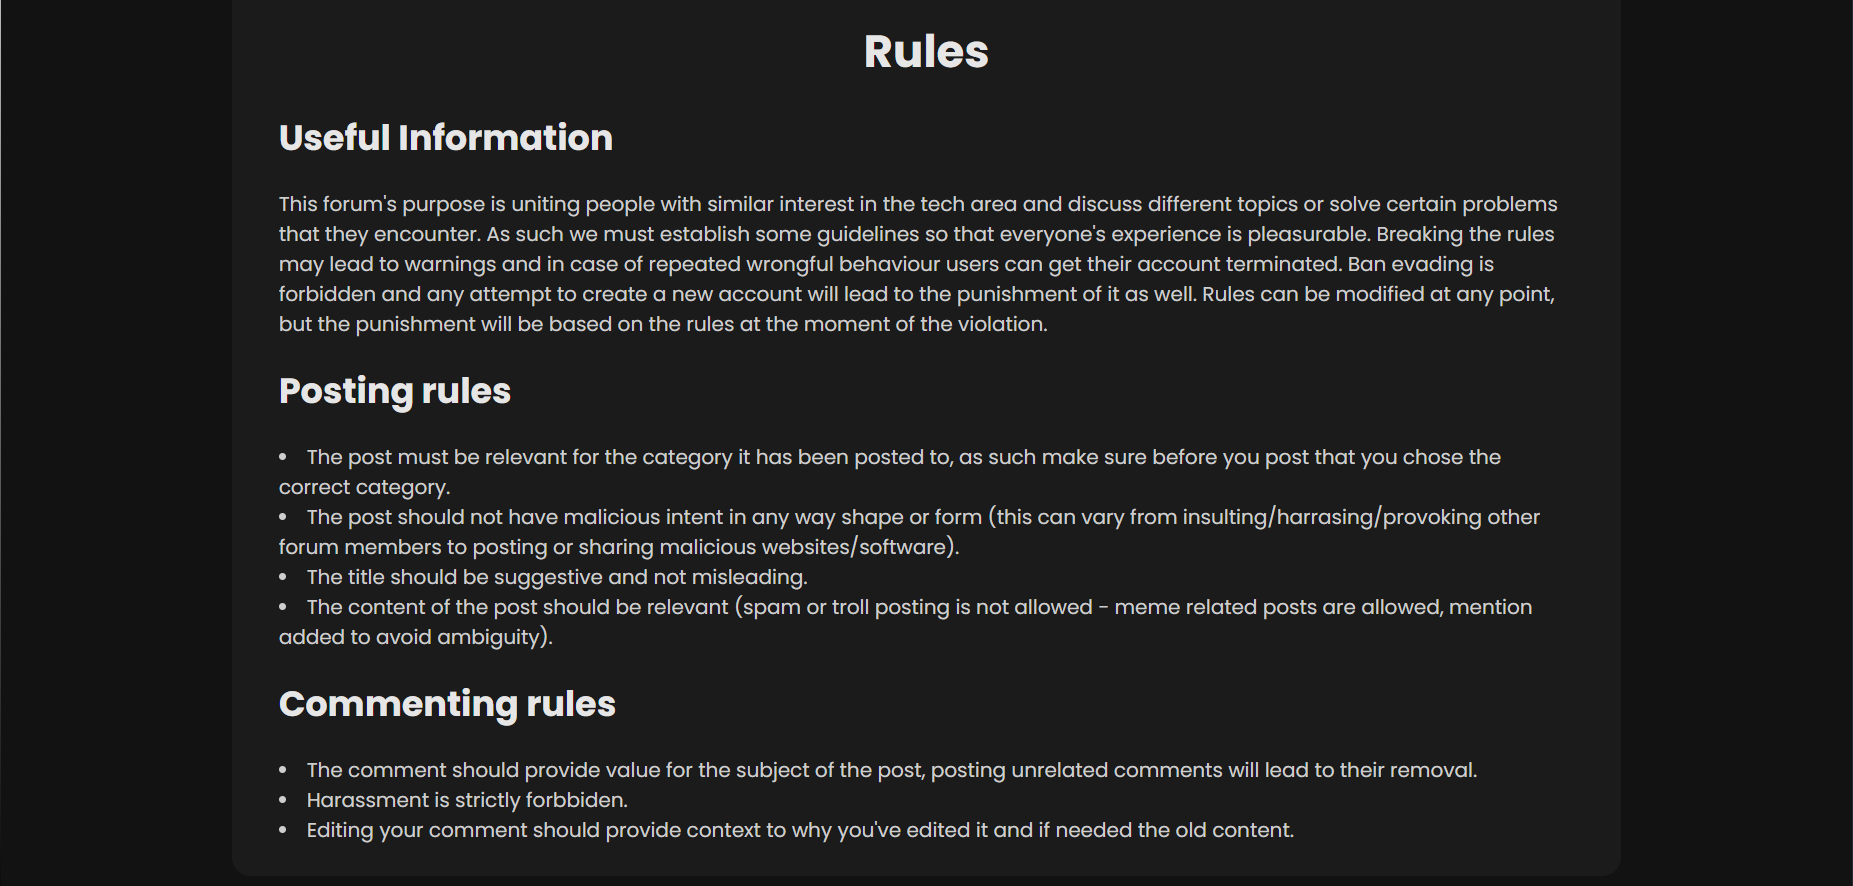 Rules
Useful Information
This forum's purpose is uniting people with similar interest in the tech area and discuss different topics or solve certain problems
that they encounter. As such we must establish some guidelines so that everyone's experience is pleasurable. Breaking the rules
may lead to warnings and in case of repeated wrongful behaviour users can get their account terminated. Ban evading is
forbidden and any attempt to create a new account will lead to the punishment of it as well. Rules can be modified at any point,
but the punishment will be based on the rules at the moment of the violation.
Posting rules
• The post must be relevant for the category it has been posted to, as such make sure before you post that you chose the
correct category.
• The post should not have malicious intent in any way shape or form (this can vary from insulting/harrasing/provoking other
forum members to posting or sharing malicious websites/software).
• The title should be suggestive and not misleading.
• The content of the post should be relevant (spam or troll posting is not allowed - meme related posts are allowed, mention
added to avoid ambiguity).
Commenting rules
• The comment should provide value for the subject of the post, posting unrelated comments will lead to their removal.
• Harassment is strictly forbbiden.
• Editing your comment should provide context to why you've edited it and if needed the old content.